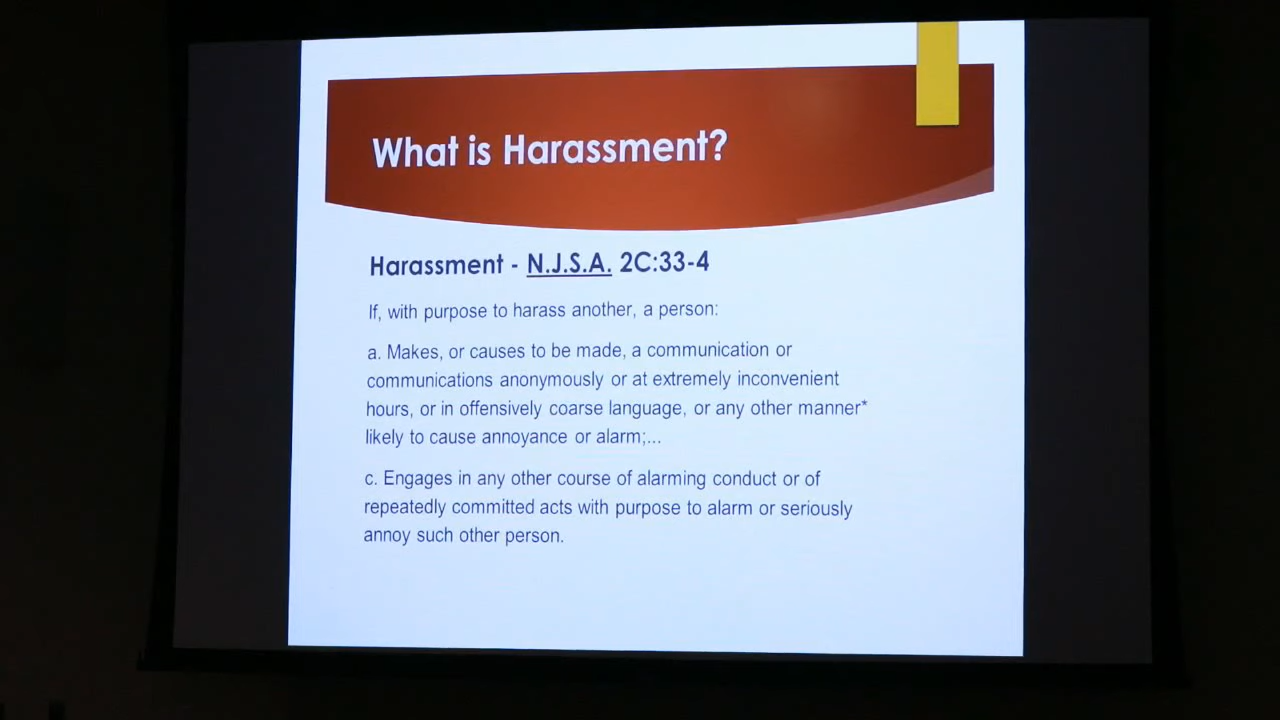 What is Harassment?
Harassment - N.J.S.A. 2C:33-4
If, with purpose to harass another, a person:
a. Makes, or causes to be made, a communication or
communications anonymously or at extremely inconvenient
hours, or in offensively coarse language, or any other manner*
likely to cause annoyance or alarm;...
c. Engages in any other course of alarming conduct or of
repeatedly committed acts with purpose to alarm or seriously
annoy such other person.